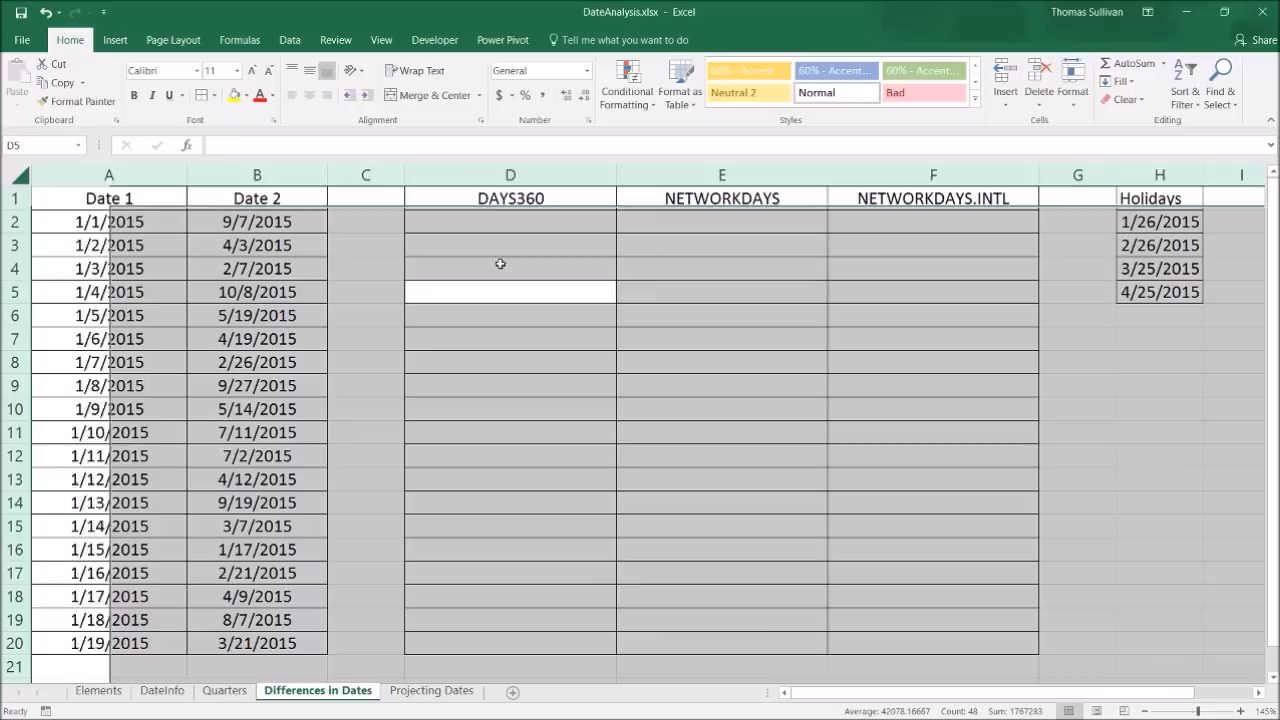 DateAnalysis.xlsx - Excel
Thomas Sullivan
File Home Insert Page Layout Formulas Data Review View Developer Power Pivot Tell me what you want to do Share
Paste
Cut
Copy
Format Painter
Clipboard
Calibri 11
B I U A
Font
Wrap Text
Merge & Center
Alignment
General
$ % ,
Number
Conditional Formatting
Format as Table
60% - Accent... 60% - Accent... 60% - Accent...
Neutral 2 Normal Bad
Styles
Insert Delete Format
Cells
AutoSum
Fill
Clear
Sort & Filter
Find & Select
Editing
D5 fx
A B C D E F G H I
1 Date 1 Date 2 DAYS360 NETWORKDAYS NETWORKDAYS.INTL Holidays
2 1/1/2015 9/7/2015 1/26/2015
3 1/2/2015 4/3/2015 2/26/2015
4 1/3/2015 2/7/2015 3/25/2015
5 1/4/2015 10/8/2015 4/25/2015
6 1/5/2015 5/19/2015
7 1/6/2015 4/19/2015
8 1/7/2015 2/26/2015
9 1/8/2015 9/27/2015
10 1/9/2015 5/14/2015
11 1/10/2015 7/11/2015
12 1/11/2015 7/2/2015
13 1/12/2015 4/12/2015
14 1/13/2015 9/19/2015
15 1/14/2015 3/7/2015
16 1/15/2015 1/17/2015
17 1/16/2015 2/21/2015
18 1/17/2015 4/9/2015
19 1/18/2015 8/7/2015
20 1/19/2015 3/21/2015
21
Elements DateInfo Quarters Differences in Dates Projecting Dates
Ready Average: 42078.16667 Count: 48 Sum: 1767283 145%